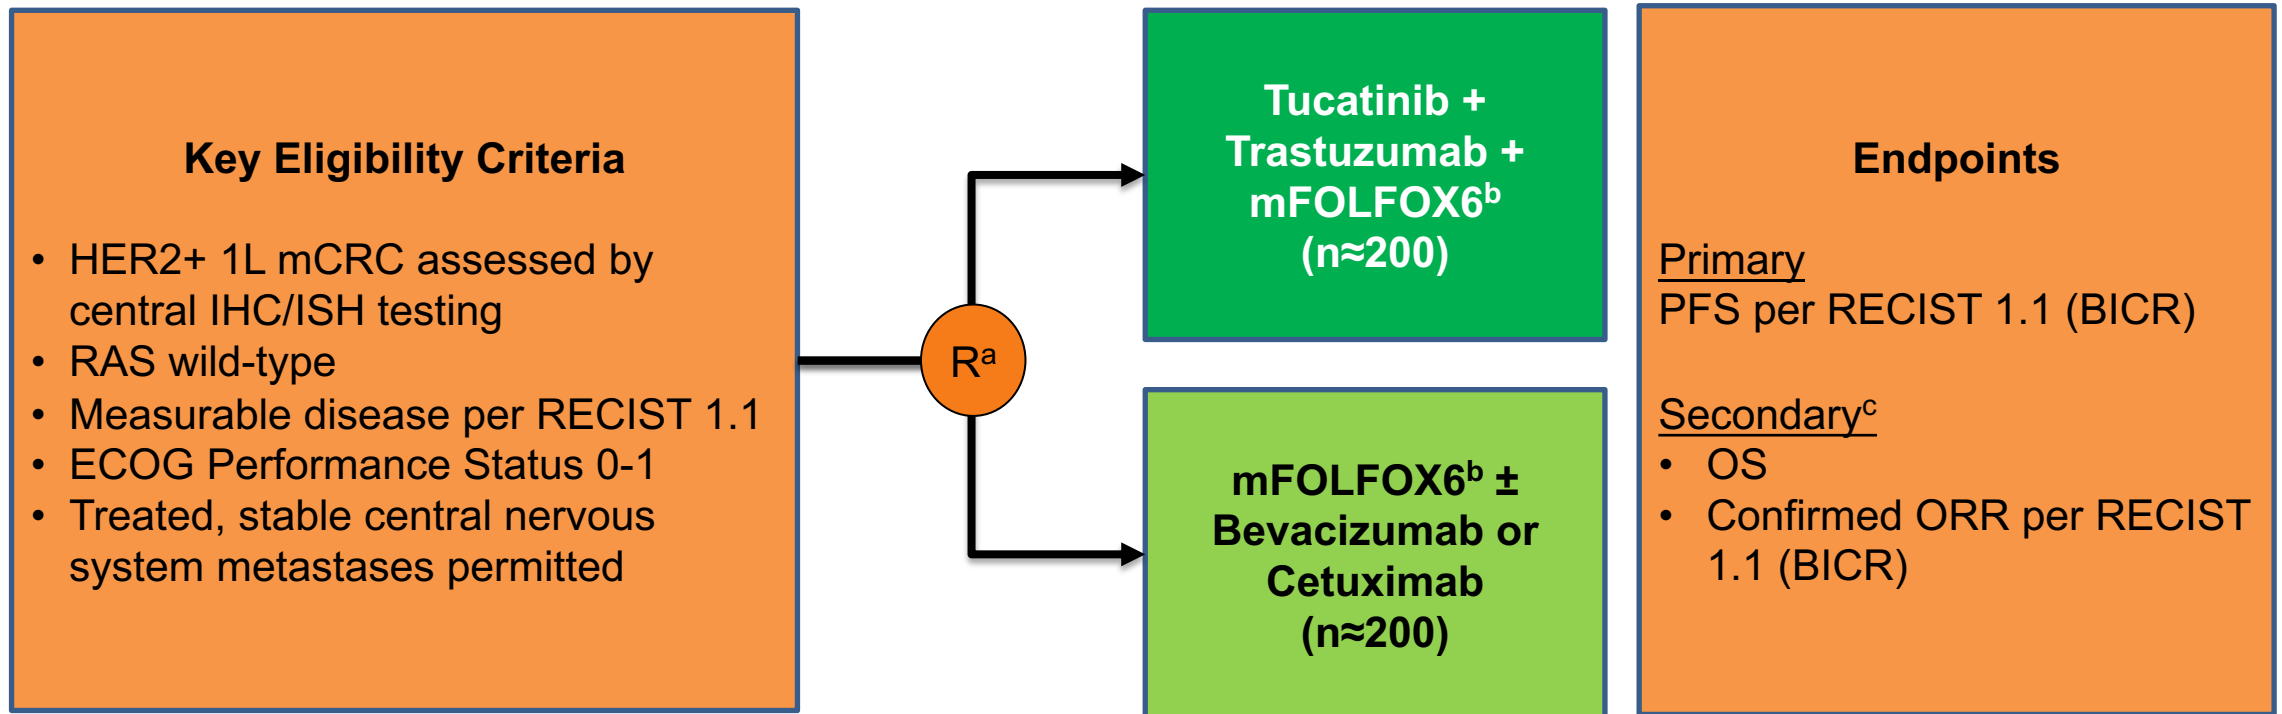 Key Eligibility Criteria
• HER2+ 1L mCRC assessed by
central IHC/ISH testing
• RAS wild-type
• Measurable disease per RECIST 1.1
• ECOG Performance Status 0-1
• Treated, stable central nervous
system metastases permitted
Rᵃ
Tucatinib +
Trastuzumab +
mFOLFOX6ᵇ
(n≈200)
mFOLFOX6ᵇ ±
Bevacizumab or
Cetuximab
(n≈200)
Endpoints
Primary
PFS per RECIST 1.1 (BICR)
Secondaryᶜ
• OS
• Confirmed ORR per RECIST
1.1 (BICR)